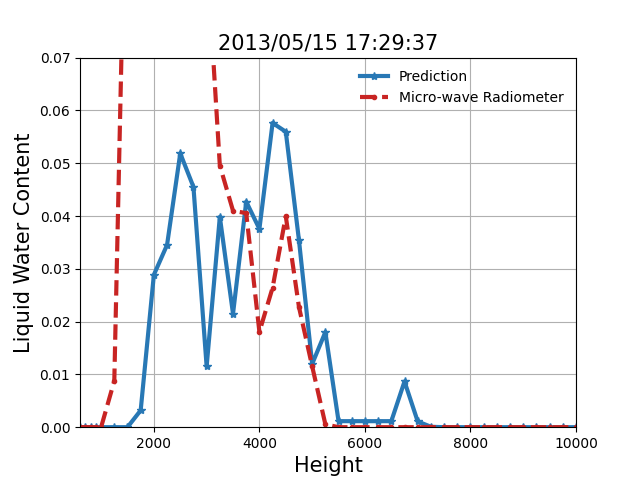 2013/05/15 17:29:37
Prediction
Micro-wave Radiometer
Liquid Water Content
0.07
0.06
0.05
0.04
0.03
0.02
0.01
0.00
2000 4000 6000 8000 10000
Height